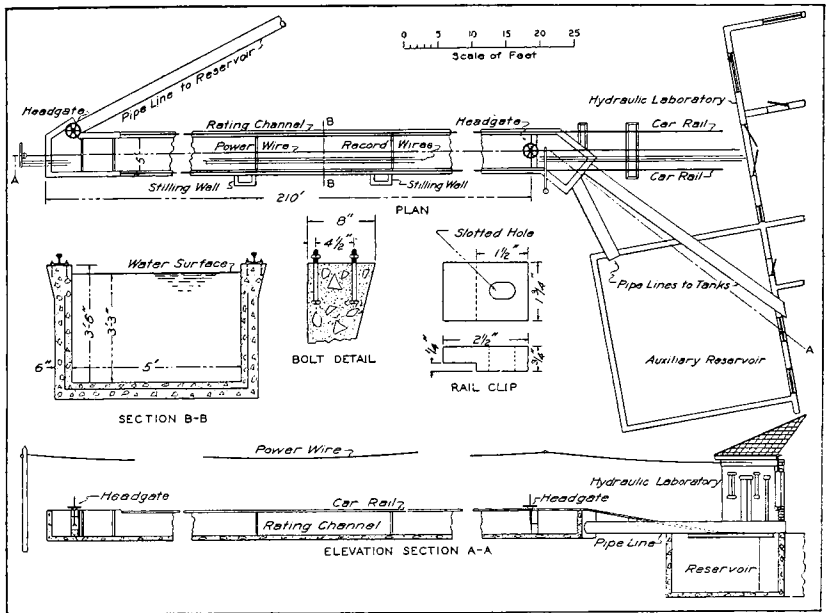 0 5 10 15 20 25
Scale of Feet
Pipe Line to Reservoir
Headgate
Hydraulic Laboratory
Rating Channel
B
Headgate
Car Rail
Power Wire
Record Wires
5'
A
B
Car Rail
Stilling Well
Stilling Well
210'
PLAN
8"
4½"
Slotted Hole
1½"
1¾"
Water Surface
3'-6"
3'-3"
6"
5'
SECTION B-B
BOLT DETAIL
2½"
¼"
¾"
RAIL CLIP
Pipe Lines to Tanks
A
Auxiliary Reservoir
Power Wire
Headgate
Car Rail
Headgate
Hydraulic Laboratory
Rating Channel
ELEVATION SECTION A-A
Pipe Line
Reservoir